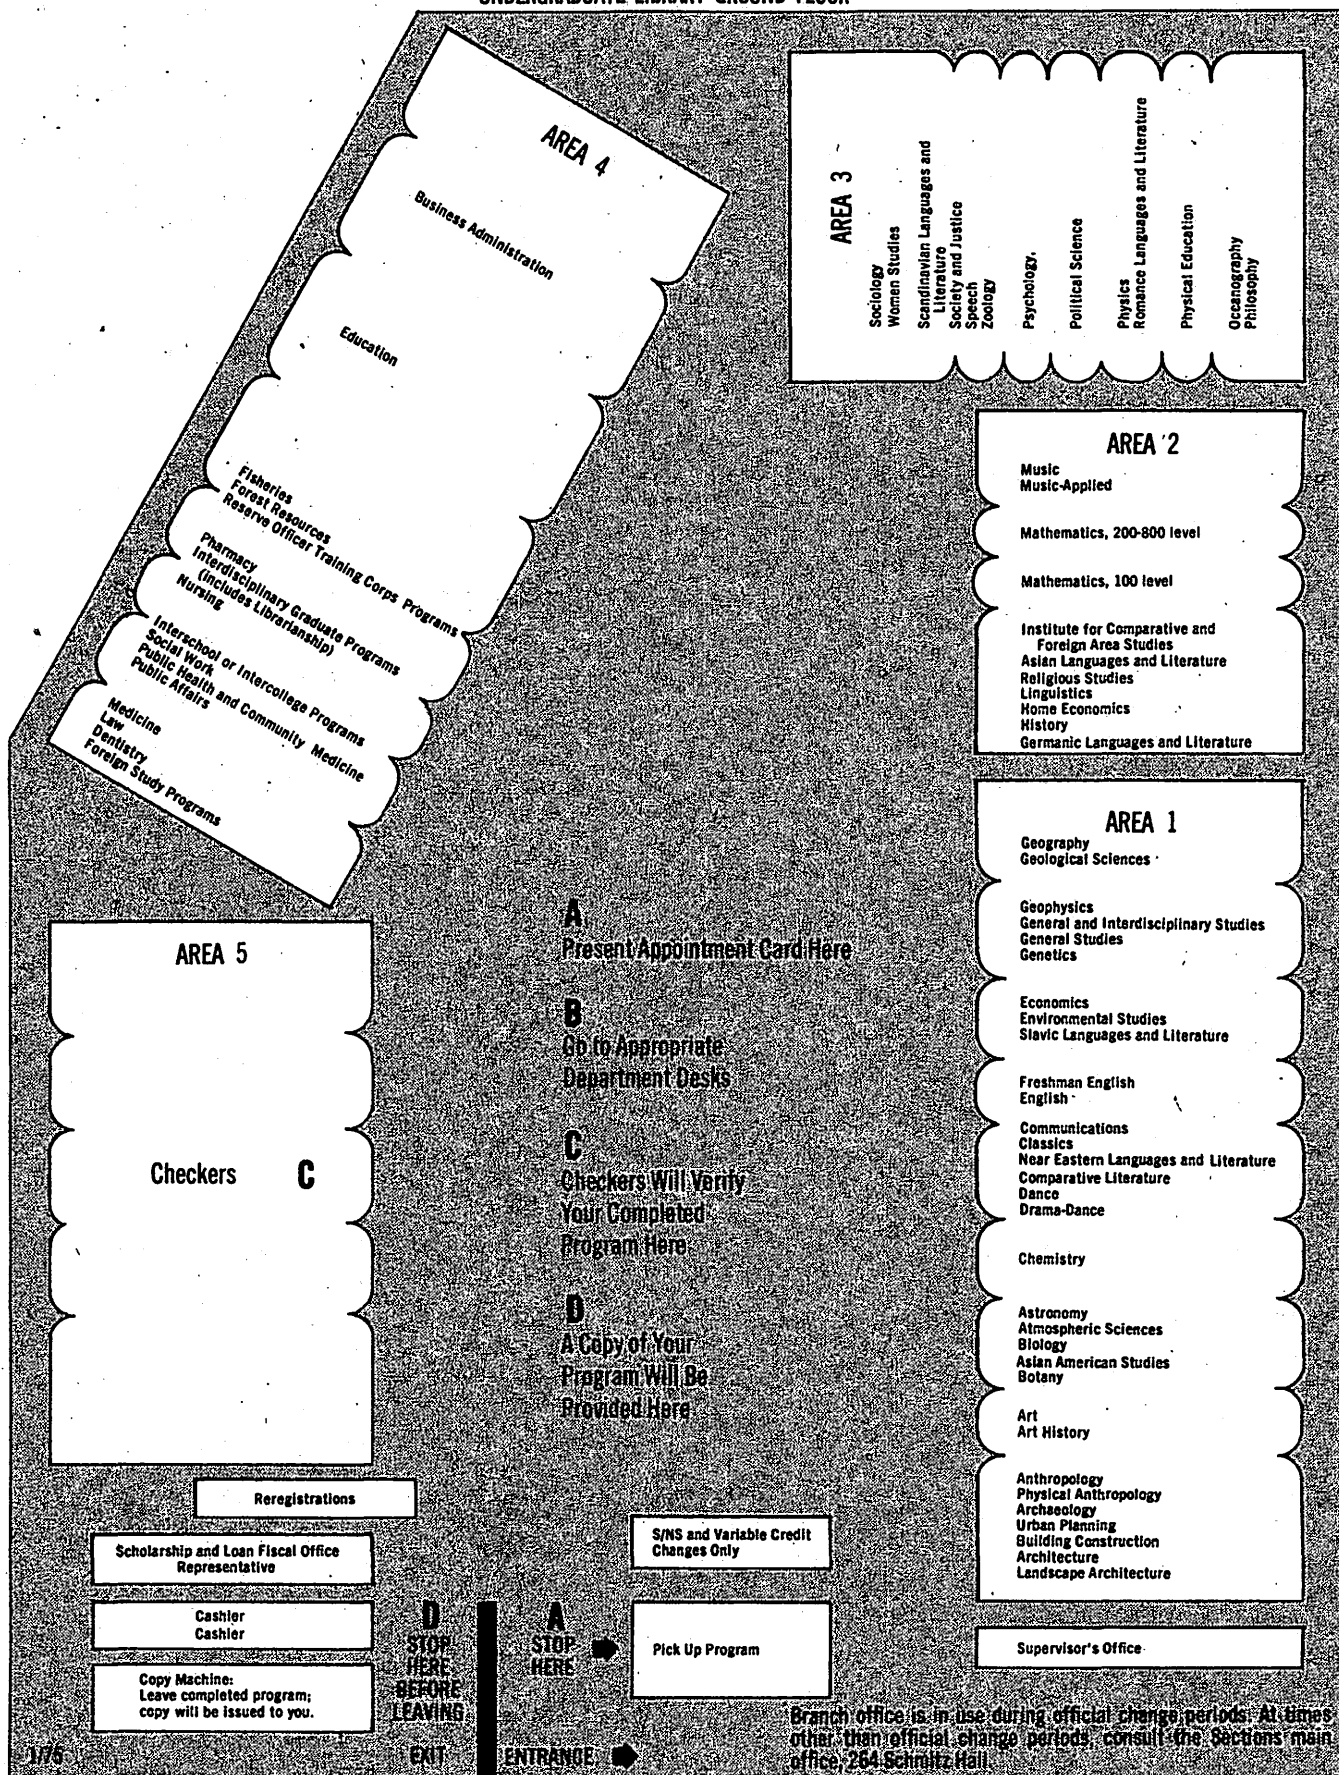 UNDERGRADUATE LIBRARY GROUND FLOOR
AREA 4
Business Administration
Education
Fisheries
Forest Resources
Reserve Officer Training Corps Programs
Pharmacy
Interdisciplinary Graduate Programs
(includes Librarianship)
Nursing
Interschool or Intercollege Programs
Social Work
Public Health and Community Medicine
Public Affairs
Medicine
Law
Dentistry
Foreign Study Programs
AREA 3
Sociology
Women Studies
Scandinavian Languages and
Literature
Society and Justice
Speech
Zoology
Psychology,
Political Science
Physics
Romance Languages and Literature
Physical Education
Oceanography
Philosophy
AREA 2
Music
Music-Applied
Mathematics, 200-800 level
Mathematics, 100 level
Institute for Comparative and
Foreign Area Studies
Asian Languages and Literature
Religious Studies
Linguistics
Home Economics
History
Germanic Languages and Literature
AREA 1
Geography
Geological Sciences
Geophysics
General and Interdisciplinary Studies
General Studies
Genetics
Economics
Environmental Studies
Slavic Languages and Literature
Freshman English
English
Communications
Classics
Near Eastern Languages and Literature
Comparative Literature
Dance
Drama-Dance
Chemistry
Astronomy
Atmospheric Sciences
Biology
Asian American Studies
Botany
Art
Art History
Anthropology
Physical Anthropology
Archaeology
Urban Planning
Building Construction
Architecture
Landscape Architecture
Supervisor's Office
A
Present Appointment Card Here
B
Go to Appropriate
Department Desks
C
Checkers Will Verify
Your Completed
Program Here
D
A Copy of Your
Program Will Be
Provided Here
AREA 5
Checkers C
Reregistrations
Scholarship and Loan Fiscal Office
Representative
Cashier
Cashier
Copy Machine:
Leave completed program;
copy will be issued to you.
D
STOP
HERE
BEFORE
LEAVING
EXIT
A
STOP
HERE
ENTRANCE
S/NS and Variable Credit
Changes Only
Pick Up Program
Branch office is in use during official change periods. At times
other than official change periods, consult the Sections main
office, 264 Schmitz Hall.
1/75